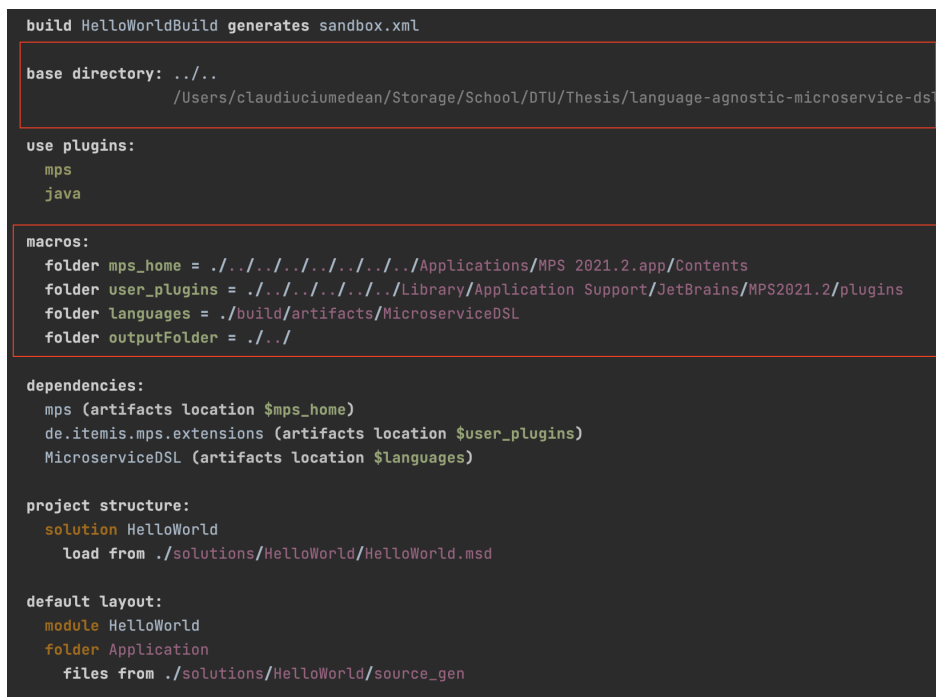 build HelloWorldBuild generates sandbox.xml
base directory: ../..
/Users/claudiuciumedean/Storage/School/DTU/Thesis/language-agnostic-microservice-dsl
use plugins:
mps
java
macros:
folder mps_home = ./../../../../../../../Applications/MPS 2021.2.app/Contents
folder user_plugins = ./../../../../../Library/Application Support/JetBrains/MPS2021.2/plugins
folder languages = ./build/artifacts/MicroserviceDSL
folder outputFolder = ./../
dependencies:
mps (artifacts location $mps_home)
de.itemis.mps.extensions (artifacts location $user_plugins)
MicroserviceDSL (artifacts location $languages)
project structure:
solution HelloWorld
load from ./solutions/HelloWorld/HelloWorld.msd
default layout:
module HelloWorld
folder Application
files from ./solutions/HelloWorld/source_gen